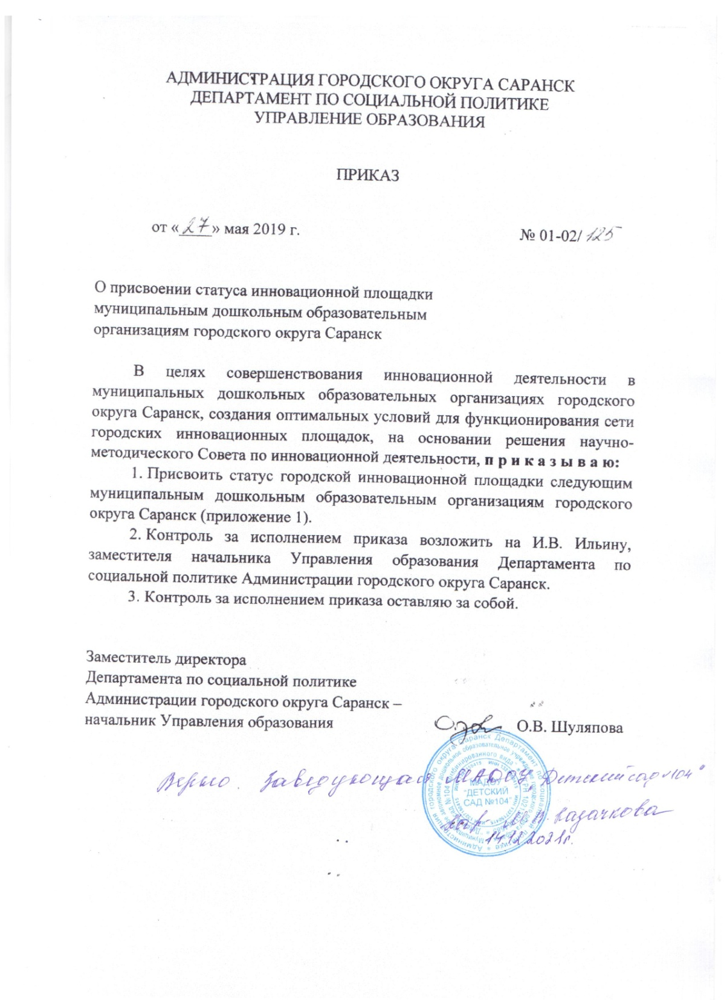 АДМИНИСТРАЦИЯ ГОРОДСКОГО ОКРУГА САРАНСК
ДЕПАРТАМЕНТ ПО СОЦИАЛЬНОЙ ПОЛИТИКЕ
УПРАВЛЕНИЕ ОБРАЗОВАНИЯ
ПРИКАЗ
от «27» мая 2019 г. № 01-02/125
О присвоении статуса инновационной площадки
муниципальным дошкольным образовательным
организациям городского округа Саранск
В целях совершенствования инновационной деятельности в
муниципальных дошкольных образовательных организациях городского
округа Саранск, создания оптимальных условий для функционирования сети
городских инновационных площадок, на основании решения научно-
методического Совета по инновационной деятельности, п р и к а з ы в а ю:
1. Присвоить статус городской инновационной площадки следующим
муниципальным дошкольным образовательным организациям городского
округа Саранск (приложение 1).
2. Контроль за исполнением приказа возложить на И.В. Ильину,
заместителя начальника Управления образования Департамента по
социальной политике Администрации городского округа Саранск.
3. Контроль за исполнением приказа оставляю за собой.
Заместитель директора
Департамента по социальной политике
Администрации городского округа Саранск –
начальник Управления образования О.В. Шуляпова
Верно. Заведующая МАДОУ "Детский сад №104"
МАДОУ
"ДЕТСКИЙ
САД №104"
Казачкова
14.12.2021г.